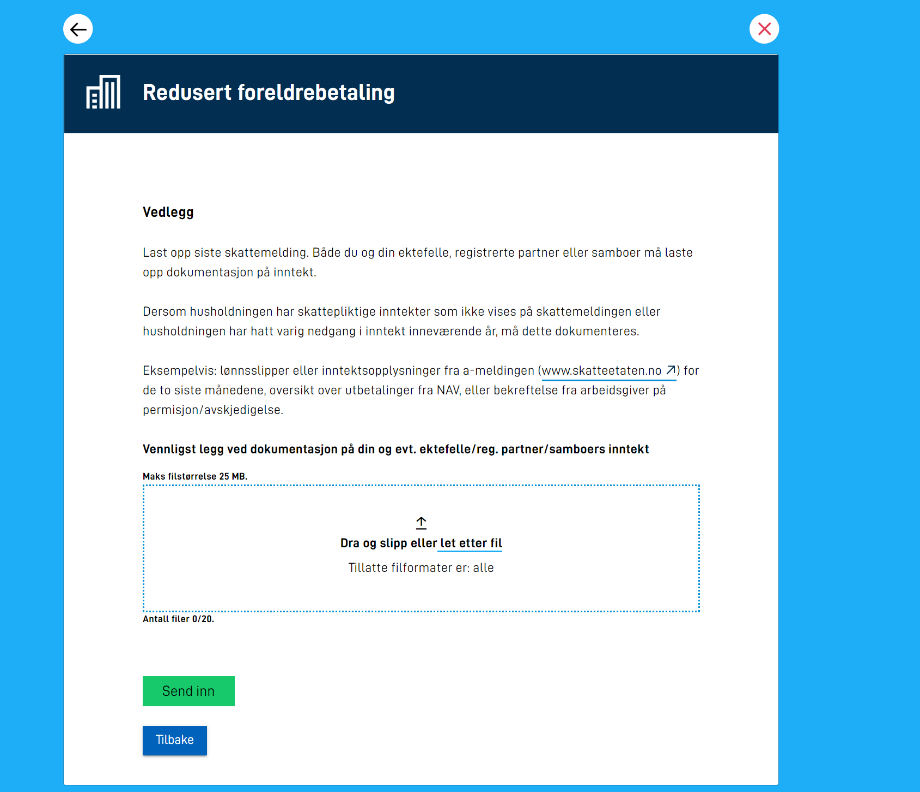 Redusert foreldrebetaling
Vedlegg
Last opp siste skattemelding. Både du og din ektefelle, registrerte partner eller samboer må laste
opp dokumentasjon på inntekt.
Dersom husholdningen har skattepliktige inntekter som ikke vises på skattemeldingen eller
husholdningen har hatt varig nedgang i inntekt inneværende år, må dette dokumenteres.
Eksempelvis: lønnsslipper eller inntektsopplysninger fra a-meldingen (www.skatteetaten.no) for
de to siste månedene, oversikt over utbetalinger fra NAV, eller bekreftelse fra arbeidsgiver på
permisjon/avskjedigelse.
Vennligst legg ved dokumentasjon på din og evt. ektefelle/reg. partner/samboers inntekt
Maks filstørrelse 25 MB.
Dra og slipp eller let etter fil
Tillatte filformater er: alle
Antall filer 0/20.
Send inn
Tilbake